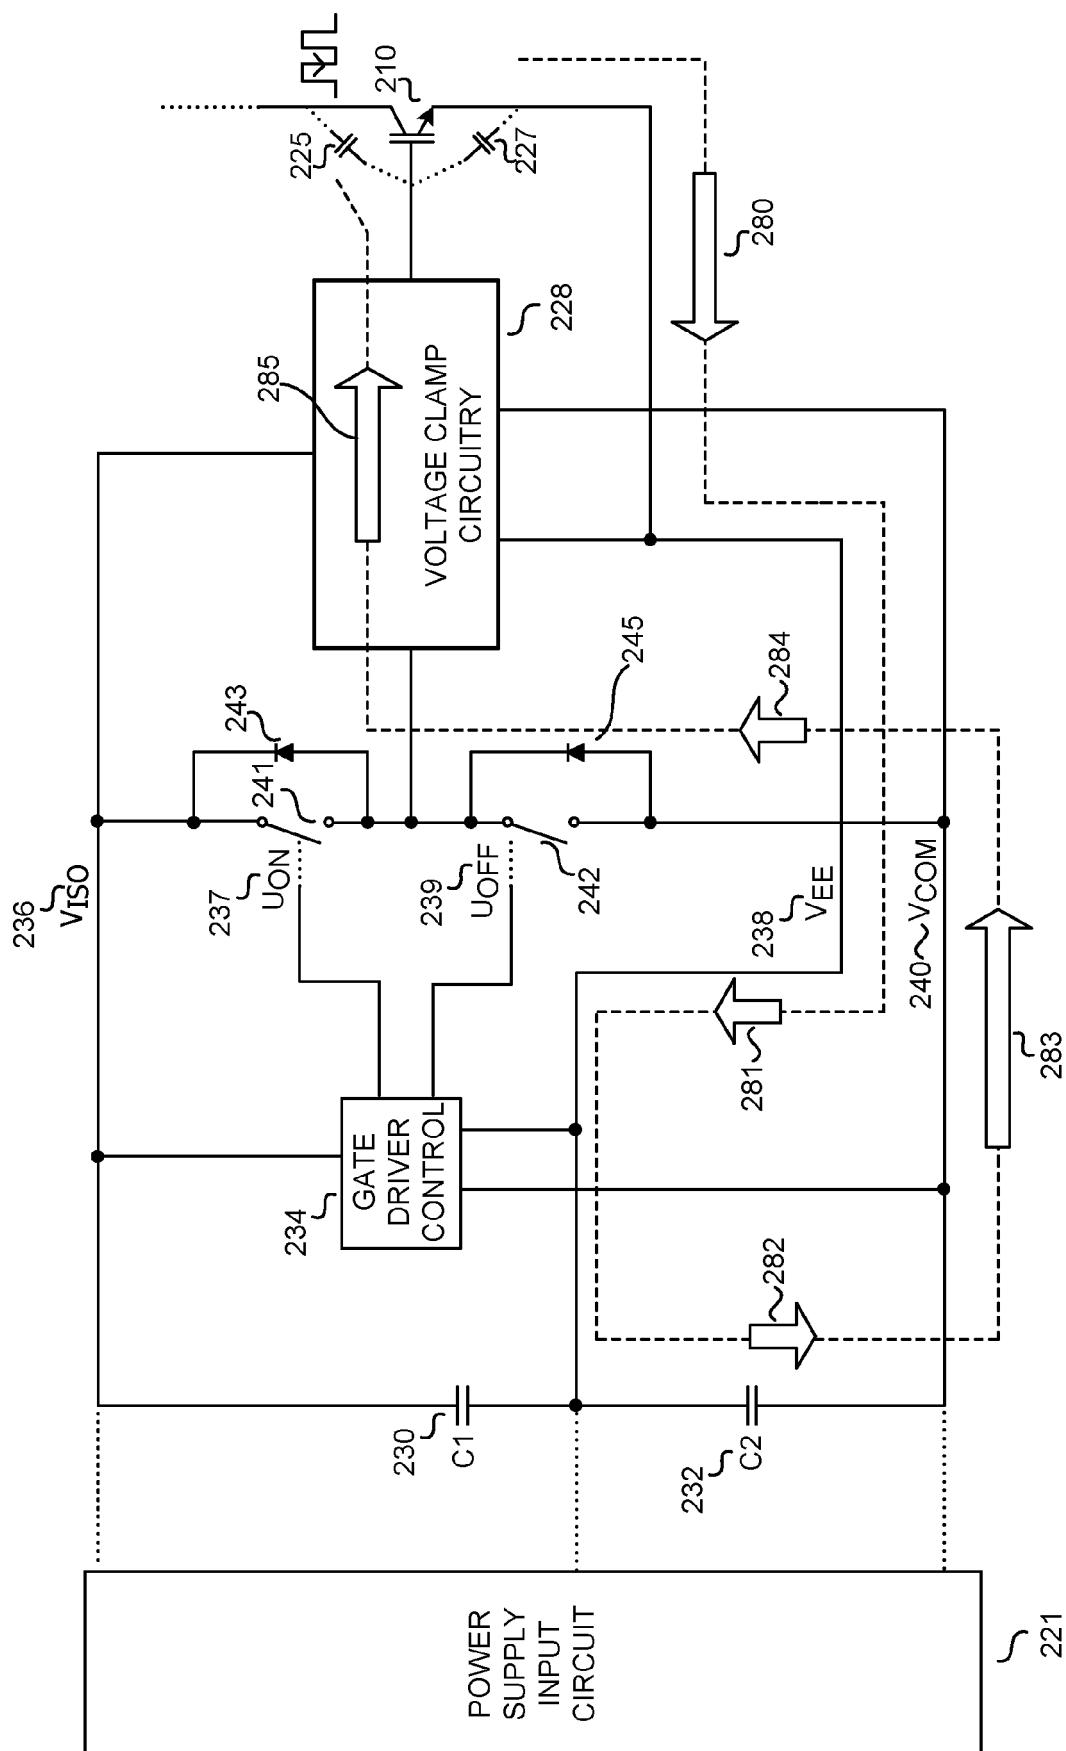 POWER
SUPPLY
INPUT
CIRCUIT
221
236
VISO
230
C1
232
C2
234
GATE
DRIVER
CONTROL
237
UON
241
243
239
UOFF
242
245
238
VEE
240
VCOM
281
282
283
284
285
VOLTAGE CLAMP
CIRCUITRY
228
225
210
227
280